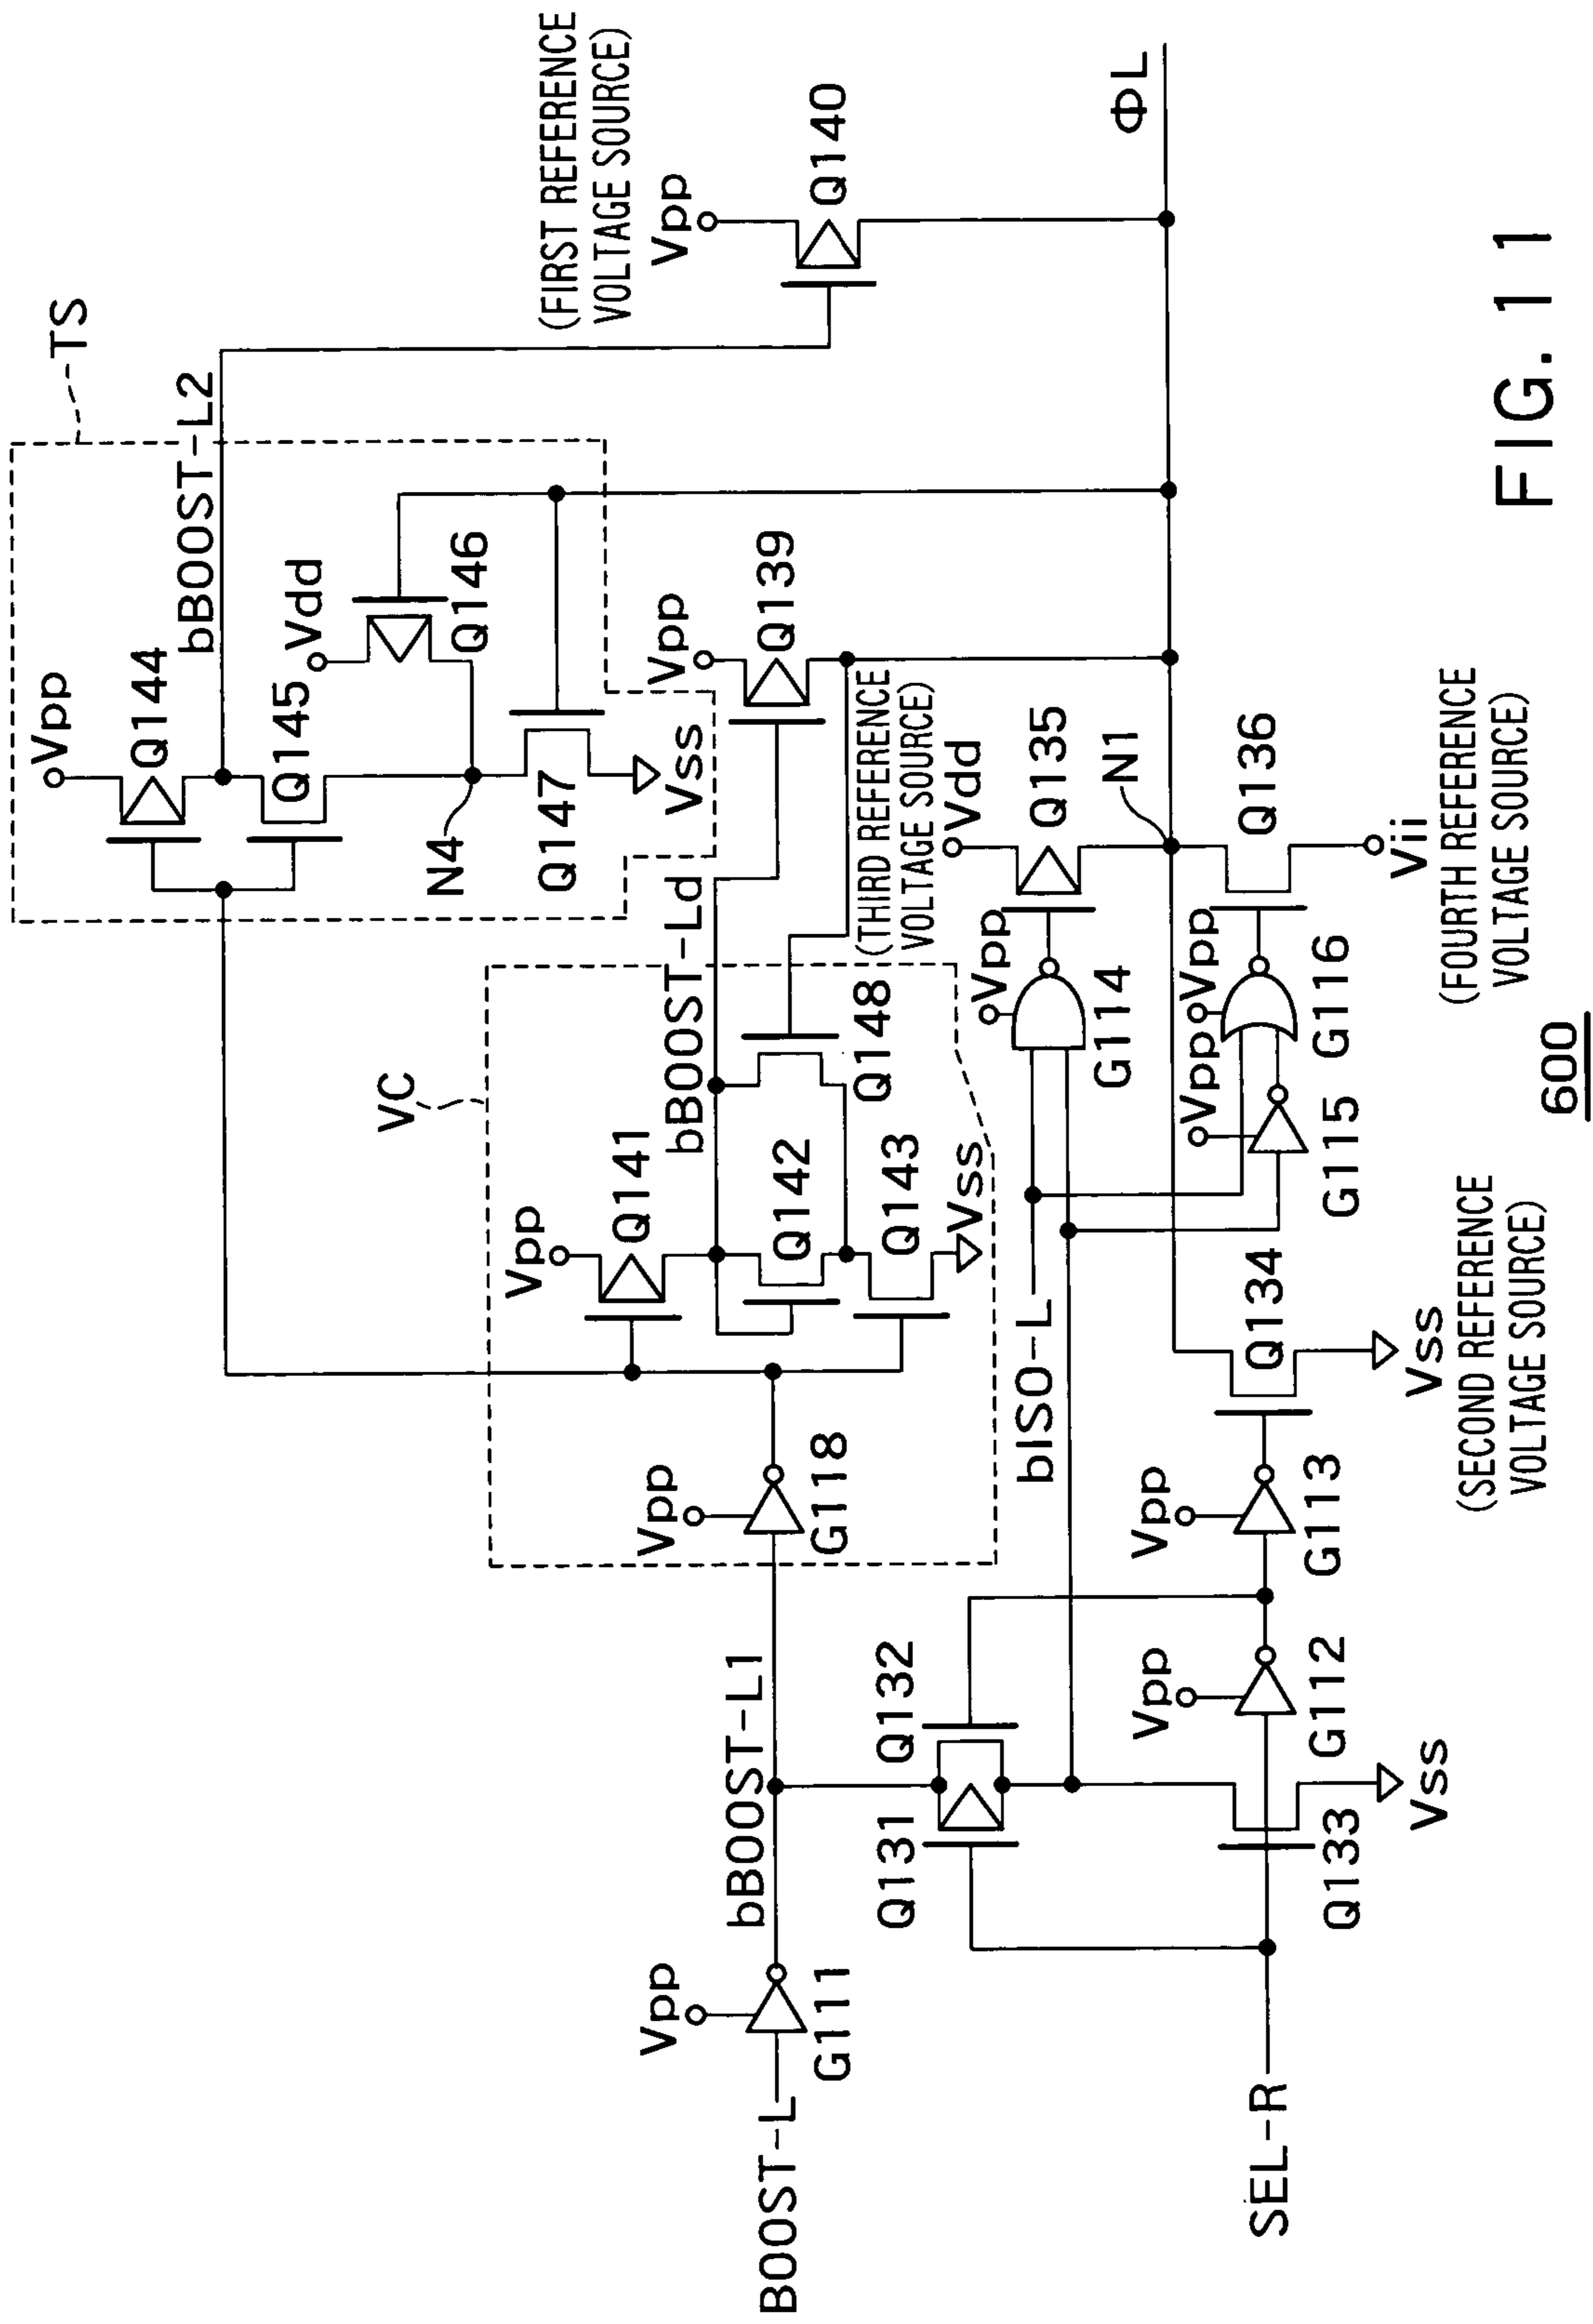 TS
Vpp
Q144
bBOOST-L2
Q145
Vdd
Q146
N4
Q147
Vss
(FIRST REFERENCE
VOLTAGE SOURCE)
Vpp
Q140
ΦL
VC
Vpp
Q141
bBOOST-Ld
Q142
Q148
Q143
Vss
Vpp
Q139
(THIRD REFERENCE
VOLTAGE SOURCE)
Vdd
Vpp
Q135
N1
G114
Vpp
Vpp
Q136
G116
G115
Vii
(FOURTH REFERENCE
VOLTAGE SOURCE)
Vpp
G118
bISO-L
Q134
Vss
(SECOND REFERENCE
VOLTAGE SOURCE)
Vpp
G113
bBOOST-L1
Q132
Q131
Vpp
G112
Q133
Vss
Vpp
G111
BOOST-L
SEL-R
600
FIG. 11